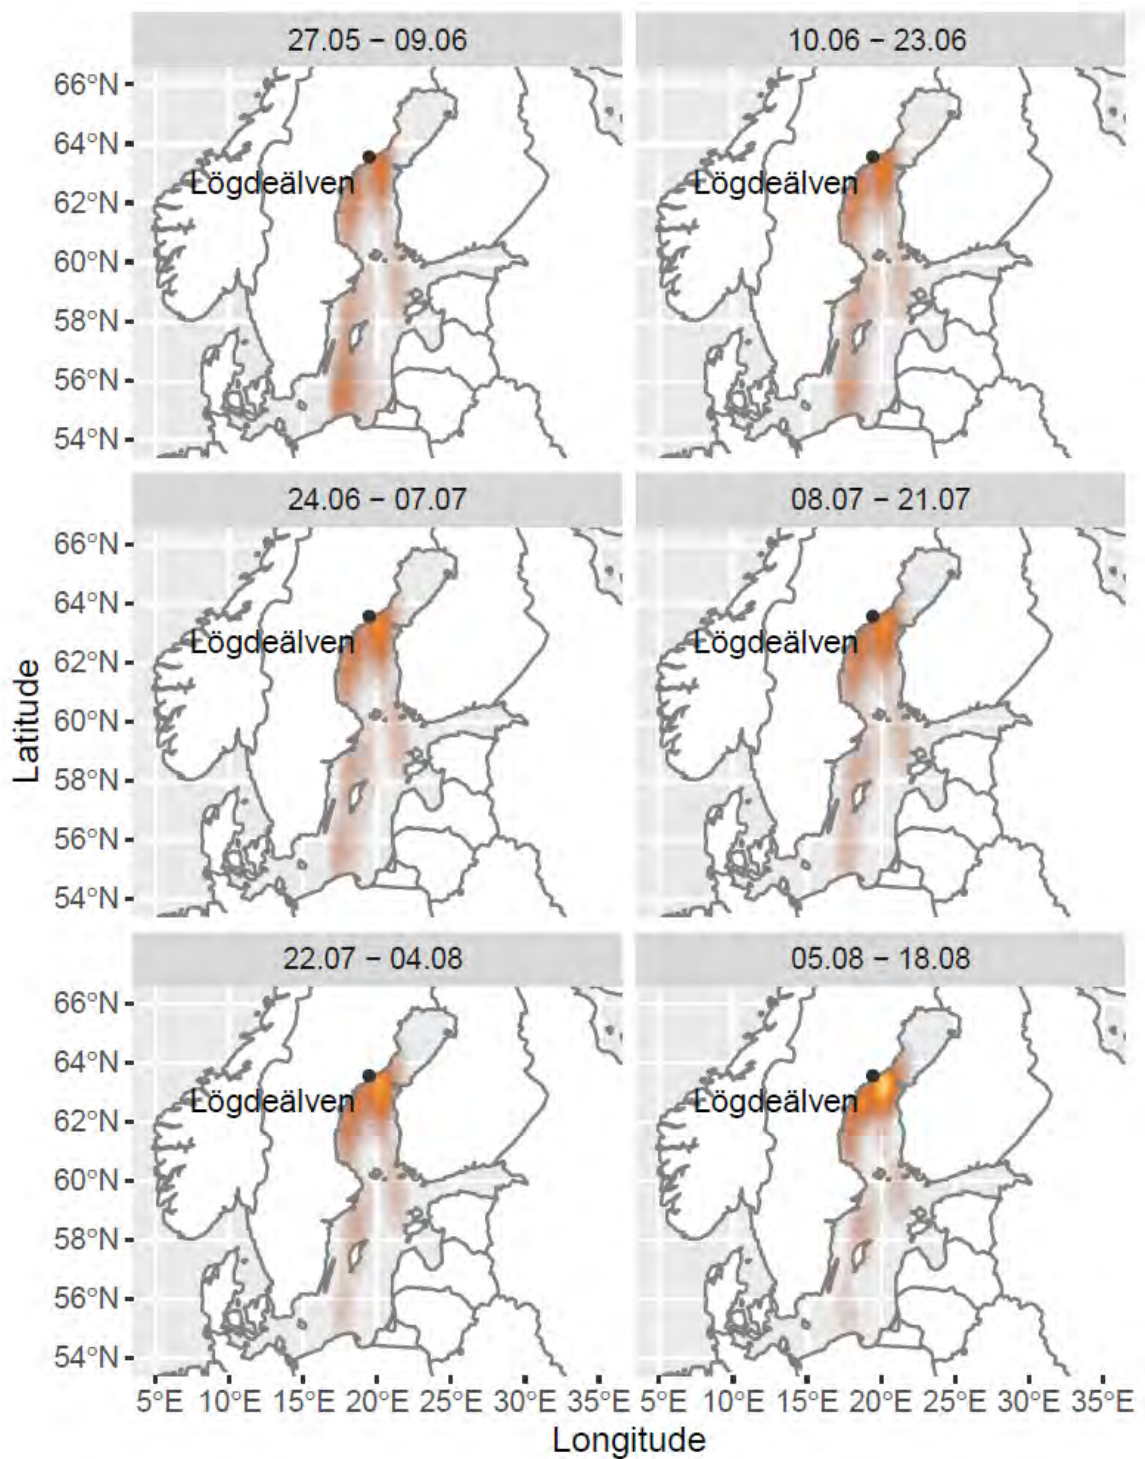 27.05 − 09.06
10.06 − 23.06
66°N
64°N
62°N
60°N
58°N
56°N
54°N
Lögdeälven
Lögdeälven
24.06 − 07.07
08.07 − 21.07
66°N
64°N
62°N
60°N
58°N
56°N
54°N
Lögdeälven
Lögdeälven
Latitude
22.07 − 04.08
05.08 − 18.08
66°N
64°N
62°N
60°N
58°N
56°N
54°N
Lögdeälven
Lögdeälven
5°E 10°E 15°E 20°E 25°E 30°E 35°E
5°E 10°E 15°E 20°E 25°E 30°E 35°E
Longitude